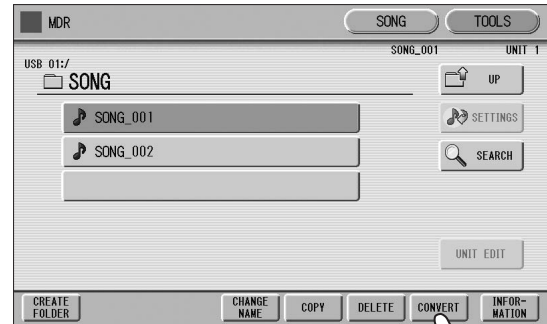 MDR
SONG
TOOLS
SONG_001
UNIT 1
USB 01:/
SONG
UP
SONG_001
SETTINGS
SONG_002
SEARCH
UNIT EDIT
CREATE
FOLDER
CHANGE
NAME
COPY
DELETE
CONVERT
INFOR-
MATION